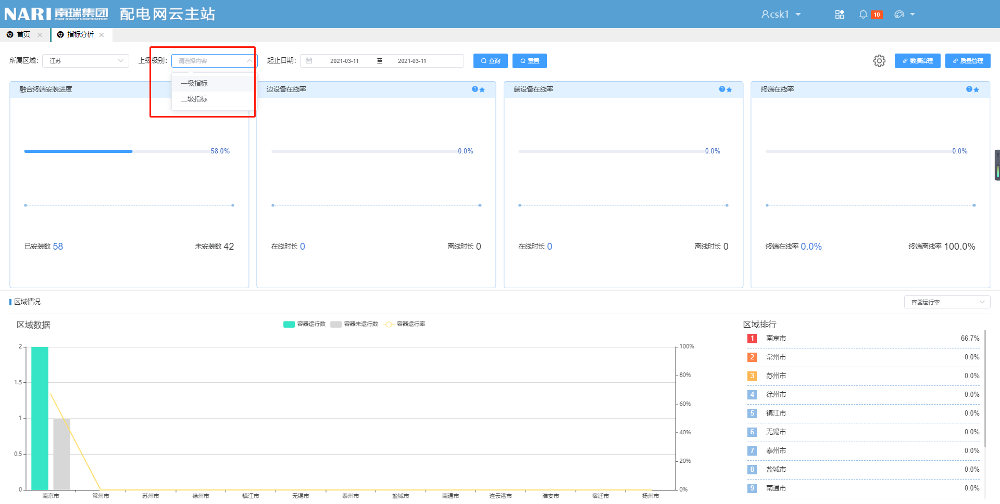 NARI 南瑞集团 NARI GROUP CORPORATION 配电网云主站 csk1 10
首页 指标分析
所属区域: 江苏 上级级别: 请选择内容 起止日期: 2021-03-11 至 2021-03-11 查询 重置 数据治理 质量管理
一级指标
二级指标
融合终端安装进度 边设备在线率 端设备在线率 终端在线率
58.0% 0.0% 0.0% 0.0%
已安装数 58 未安装数 42 在线时长 0 离线时长 0 在线时长 0 离线时长 0 终端在线率 0.0% 终端离线率 100.0%
区域情况 容器运行率
区域数据 容器运行数 容器未运行数 容器运行率 区域排行
1 南京市 66.7%
2 常州市 0.0%
3 苏州市 0.0%
4 徐州市 0.0%
5 镇江市 0.0%
6 无锡市 0.0%
7 泰州市 0.0%
8 盐城市 0.0%
9 南通市 0.0%
2 100%
80%
1.5
60%
1
40%
0.5
20%
0 0%
南京市 常州市 苏州市 徐州市 镇江市 无锡市 泰州市 盐城市 南通市 连云港市 淮安市 宿迁市 扬州市